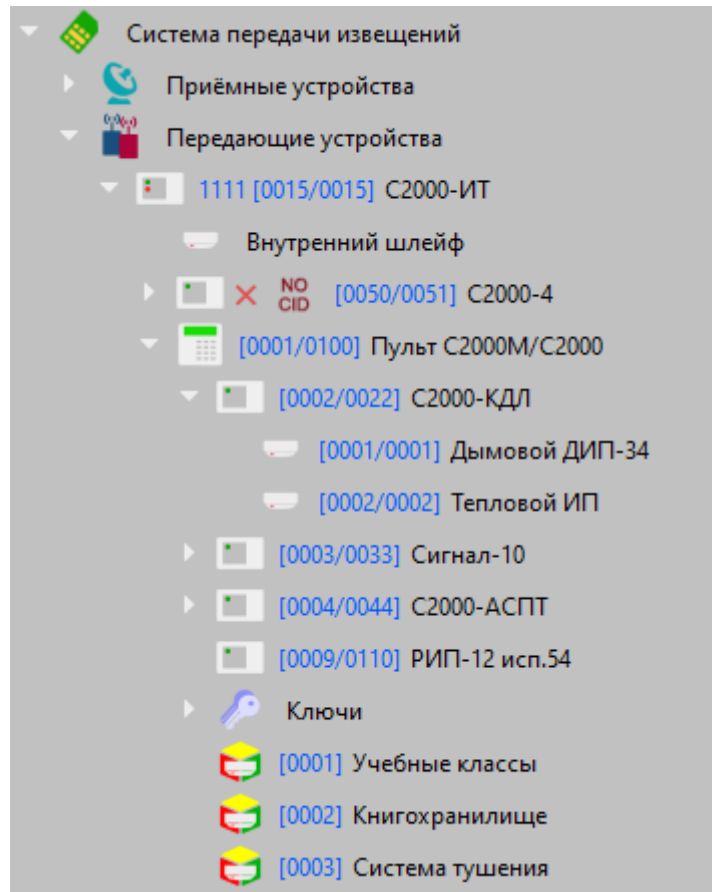 Система передачи извещений
Приёмные устройства
Передающие устройства
1111 [0015/0015] С2000-ИТ
Внутренний шлейф
NO CID [0050/0051] С2000-4
[0001/0100] Пульт С2000М/С2000
[0002/0022] С2000-КДЛ
[0001/0001] Дымовой ДИП-34
[0002/0002] Тепловой ИП
[0003/0033] Сигнал-10
[0004/0044] С2000-АСПТ
[0009/0110] РИП-12 исп.54
Ключи
[0001] Учебные классы
[0002] Книгохранилище
[0003] Система тушения